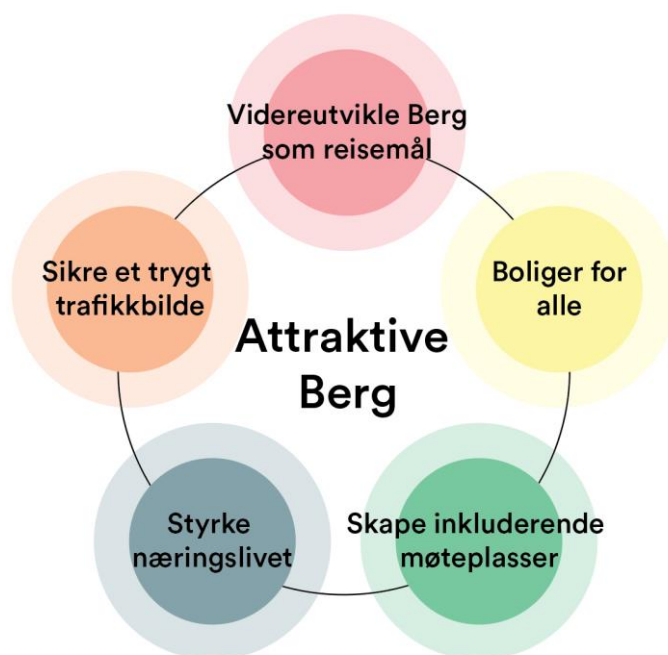 Videreutvikle Berg
som reisemål
Boliger for
alle
Skape inkluderende
møteplasser
Styrke
næringslivet
Sikre et trygt
trafikkbilde
Attraktive
Berg